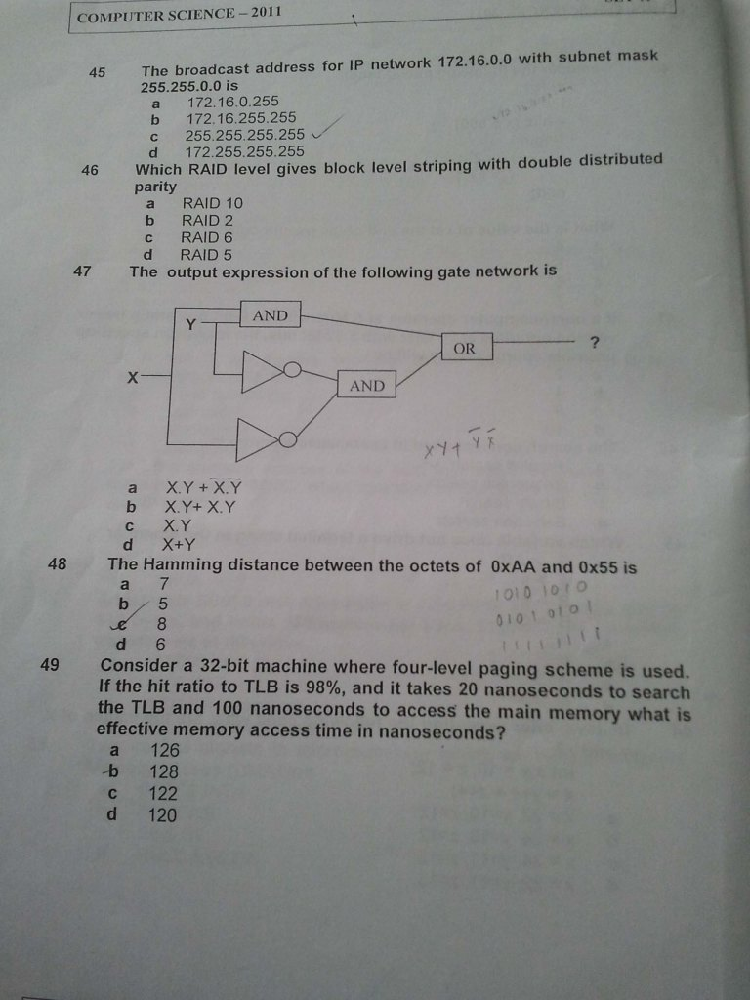 COMPUTER SCIENCE – 2011
45 The broadcast address for IP network 172.16.0.0 with subnet mask
255.255.0.0 is
a 172.16.0.255
b 172.16.255.255
c 255.255.255.255
d 172.255.255.255
46 Which RAID level gives block level striping with double distributed
parity
a RAID 10
b RAID 2
c RAID 6
d RAID 5
47 The output expression of the following gate network is
AND
Y
OR
?
X
AND
XY+ Y̅ X̅
a X.Y + X̅.Y̅
b X.Y+ X.Y
c X.Y
d X+Y
48 The Hamming distance between the octets of 0xAA and 0x55 is
a 7
1010 1010
b 5
0101 0101
c 8
1111 1111
d 6
49 Consider a 32-bit machine where four-level paging scheme is used.
If the hit ratio to TLB is 98%, and it takes 20 nanoseconds to search
the TLB and 100 nanoseconds to access the main memory what is
effective memory access time in nanoseconds?
a 126
b 128
c 122
d 120